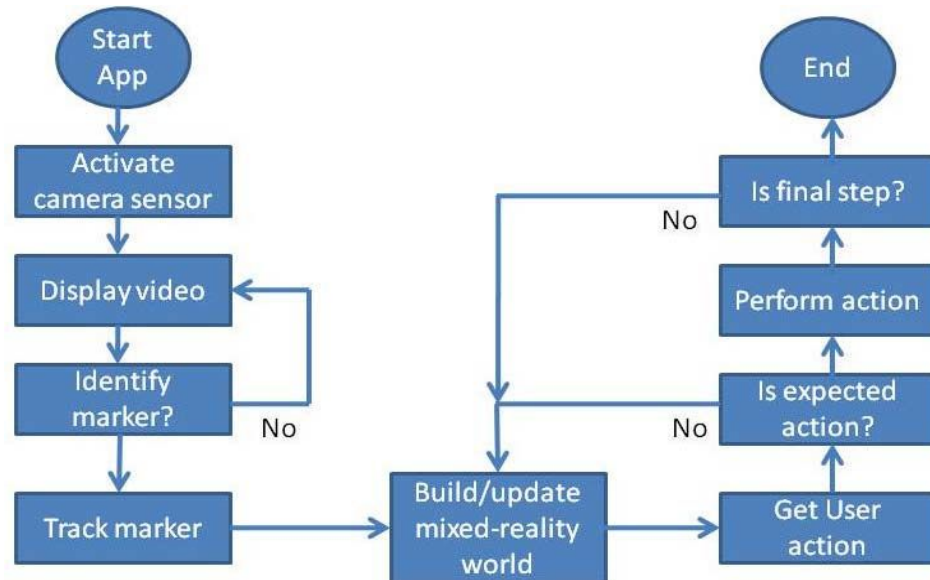 Start
App
Activate
camera sensor
Display video
Identify
marker?
No
Track marker
Build/update
mixed-reality
world
Get User
action
Is expected
action?
No
Perform action
Is final step?
No
End